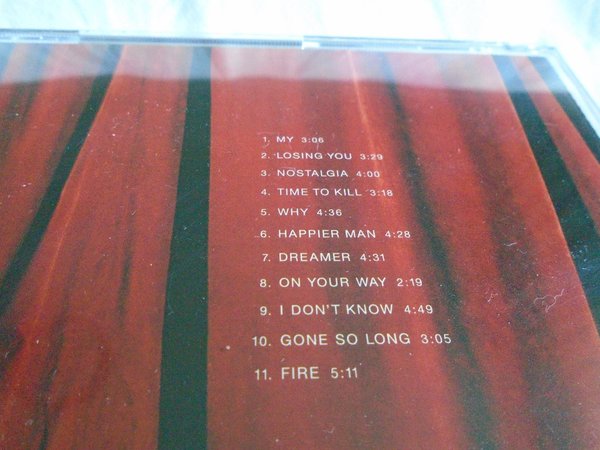 1. MY 3:06
2. LOSING YOU 3:29
3. NOSTALGIA 4:00
4. TIME TO KILL 3:18
5. WHY 4:36
6. HAPPIER MAN 4:28
7. DREAMER 4:31
8. ON YOUR WAY 2:19
9. I DON'T KNOW 4:49
10. GONE SO LONG 3:05
11. FIRE 5:11